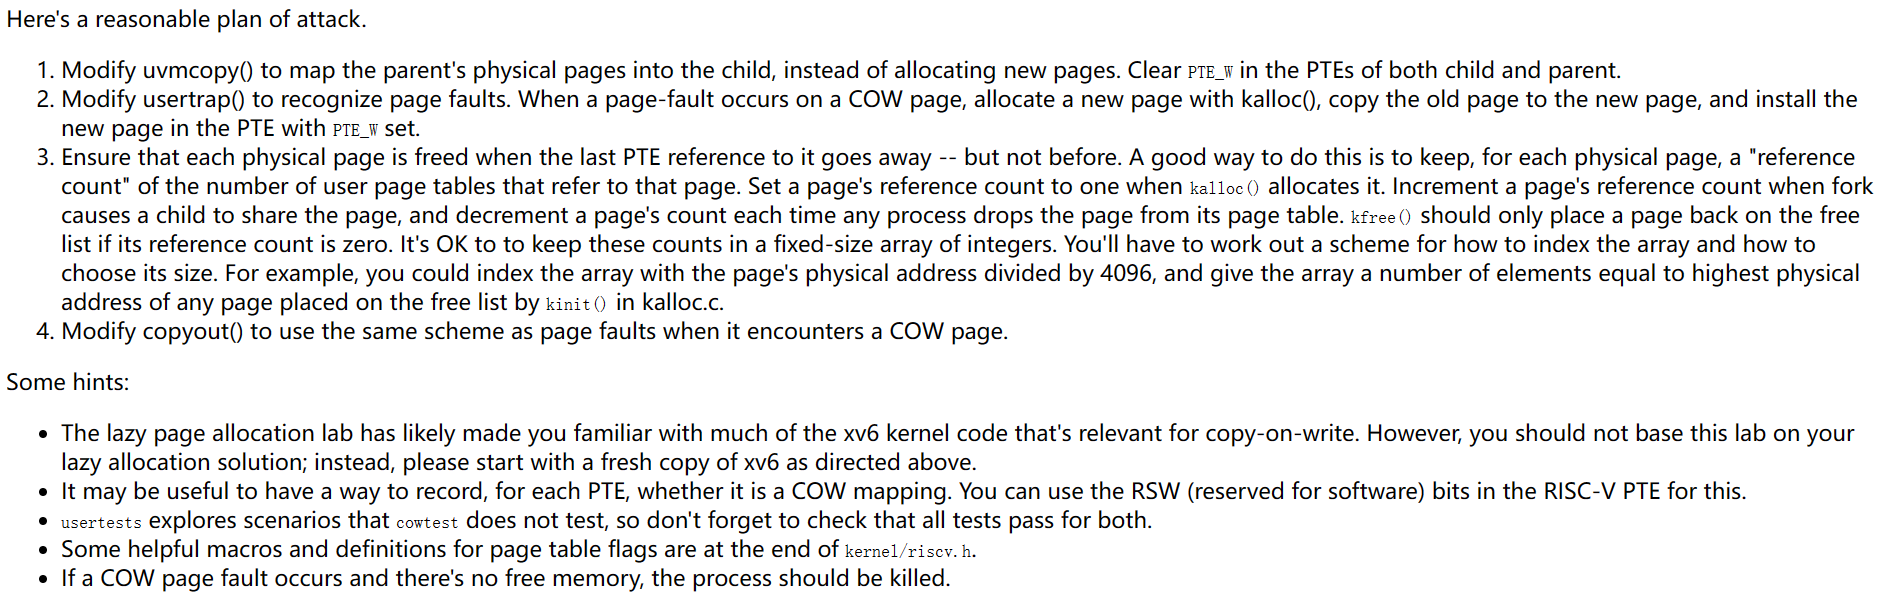 Here's a reasonable plan of attack.
1. Modify uvmcopy() to map the parent's physical pages into the child, instead of allocating new pages. Clear PTE_W in the PTEs of both child and parent.
2. Modify usertrap() to recognize page faults. When a page-fault occurs on a COW page, allocate a new page with kalloc(), copy the old page to the new page, and install the
new page in the PTE with PTE_W set.
3. Ensure that each physical page is freed when the last PTE reference to it goes away -- but not before. A good way to do this is to keep, for each physical page, a "reference
count" of the number of user page tables that refer to that page. Set a page's reference count to one when kalloc() allocates it. Increment a page's reference count when fork
causes a child to share the page, and decrement a page's count each time any process drops the page from its page table. kfree() should only place a page back on the free
list if its reference count is zero. It's OK to to keep these counts in a fixed-size array of integers. You'll have to work out a scheme for how to index the array and how to
choose its size. For example, you could index the array with the page's physical address divided by 4096, and give the array a number of elements equal to highest physical
address of any page placed on the free list by kinit() in kalloc.c.
4. Modify copyout() to use the same scheme as page faults when it encounters a COW page.
Some hints:
• The lazy page allocation lab has likely made you familiar with much of the xv6 kernel code that's relevant for copy-on-write. However, you should not base this lab on your
lazy allocation solution; instead, please start with a fresh copy of xv6 as directed above.
• It may be useful to have a way to record, for each PTE, whether it is a COW mapping. You can use the RSW (reserved for software) bits in the RISC-V PTE for this.
• usertests explores scenarios that cowtest does not test, so don't forget to check that all tests pass for both.
• Some helpful macros and definitions for page table flags are at the end of kernel/riscv.h.
• If a COW page fault occurs and there's no free memory, the process should be killed.